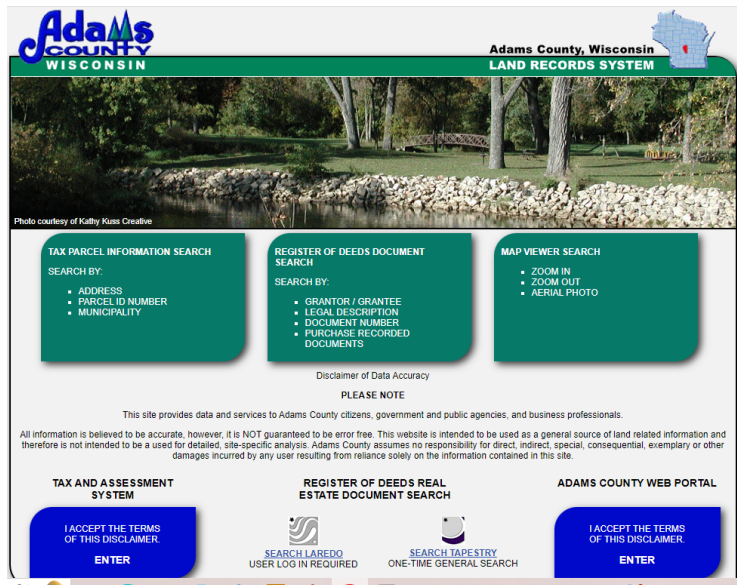 Adams
COUNTY
WISCONSIN
Adams County, Wisconsin
LAND RECORDS SYSTEM
Photo courtesy of Kathy Kuss Creative
TAX PARCEL INFORMATION SEARCH
SEARCH BY:
ADDRESS
PARCEL ID NUMBER
MUNICIPALITY
REGISTER OF DEEDS DOCUMENT
SEARCH
SEARCH BY:
GRANTOR / GRANTEE
LEGAL DESCRIPTION
DOCUMENT NUMBER
PURCHASE RECORDED
DOCUMENTS
MAP VIEWER SEARCH
ZOOM IN
ZOOM OUT
AERIAL PHOTO
Disclaimer of Data Accuracy
PLEASE NOTE
This site provides data and services to Adams County citizens, government and public agencies, and business professionals.
All information is believed to be accurate, however, it is NOT guaranteed to be error free. This website is intended to be used as a general source of land related information and
therefore is not intended to be a used for detailed, site-specific analysis. Adams County assumes no responsibility for direct, indirect, special, consequential, exemplary or other
damages incurred by any user resulting from reliance solely on the information contained in this site.
TAX AND ASSESSMENT
SYSTEM
I ACCEPT THE TERMS
OF THIS DISCLAIMER.
ENTER
REGISTER OF DEEDS REAL
ESTATE DOCUMENT SEARCH
SEARCH LAREDO
USER LOG IN REQUIRED
SEARCH TAPESTRY
ONE-TIME GENERAL SEARCH
ADAMS COUNTY WEB PORTAL
I ACCEPT THE TERMS
OF THIS DISCLAIMER.
ENTER